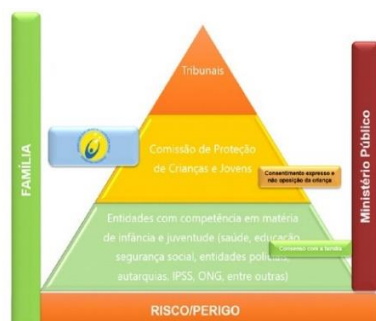 Tribunais
Comissão de Proteção
de Crianças e Jovens
Consentimento expresso e
não oposição da criança
Entidades com competência em matéria
de infância e juventude (saúde, educação,
segurança social, entidades policiais,
autarquias, IPSS, ONG, entre outras)
Consenso com a família
FAMÍLIA
Ministério Público
RISCO/PERIGO